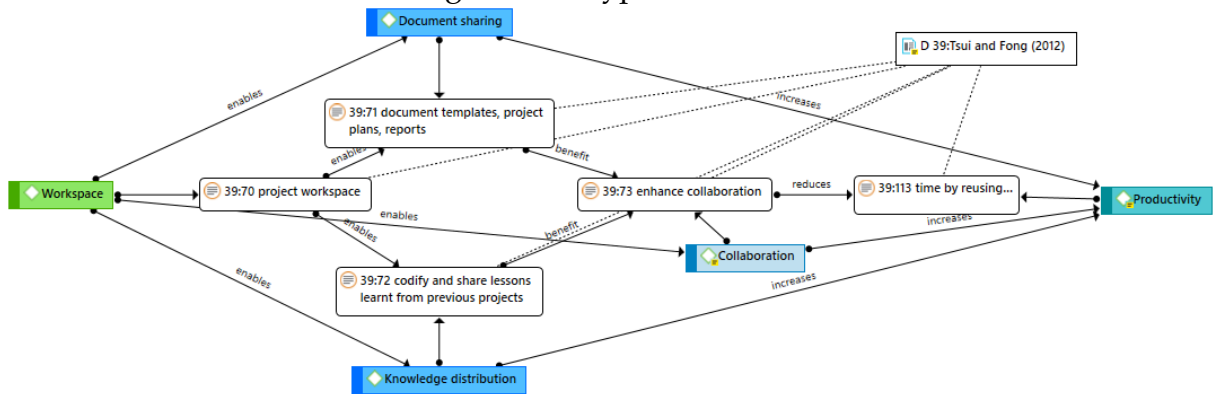 Document sharing
D 39:Tsui and Fong (2012)
enables
increases
39:71 document templates, project
plans, reports
enables
benefit
Workspace
39:70 project workspace
39:73 enhance collaboration
reduces
39:113 time by reusing...
Productivity
enables
enables
benefit
increases
Collaboration
enables
39:72 codify and share lessons
learnt from previous projects
increases
Knowledge distribution